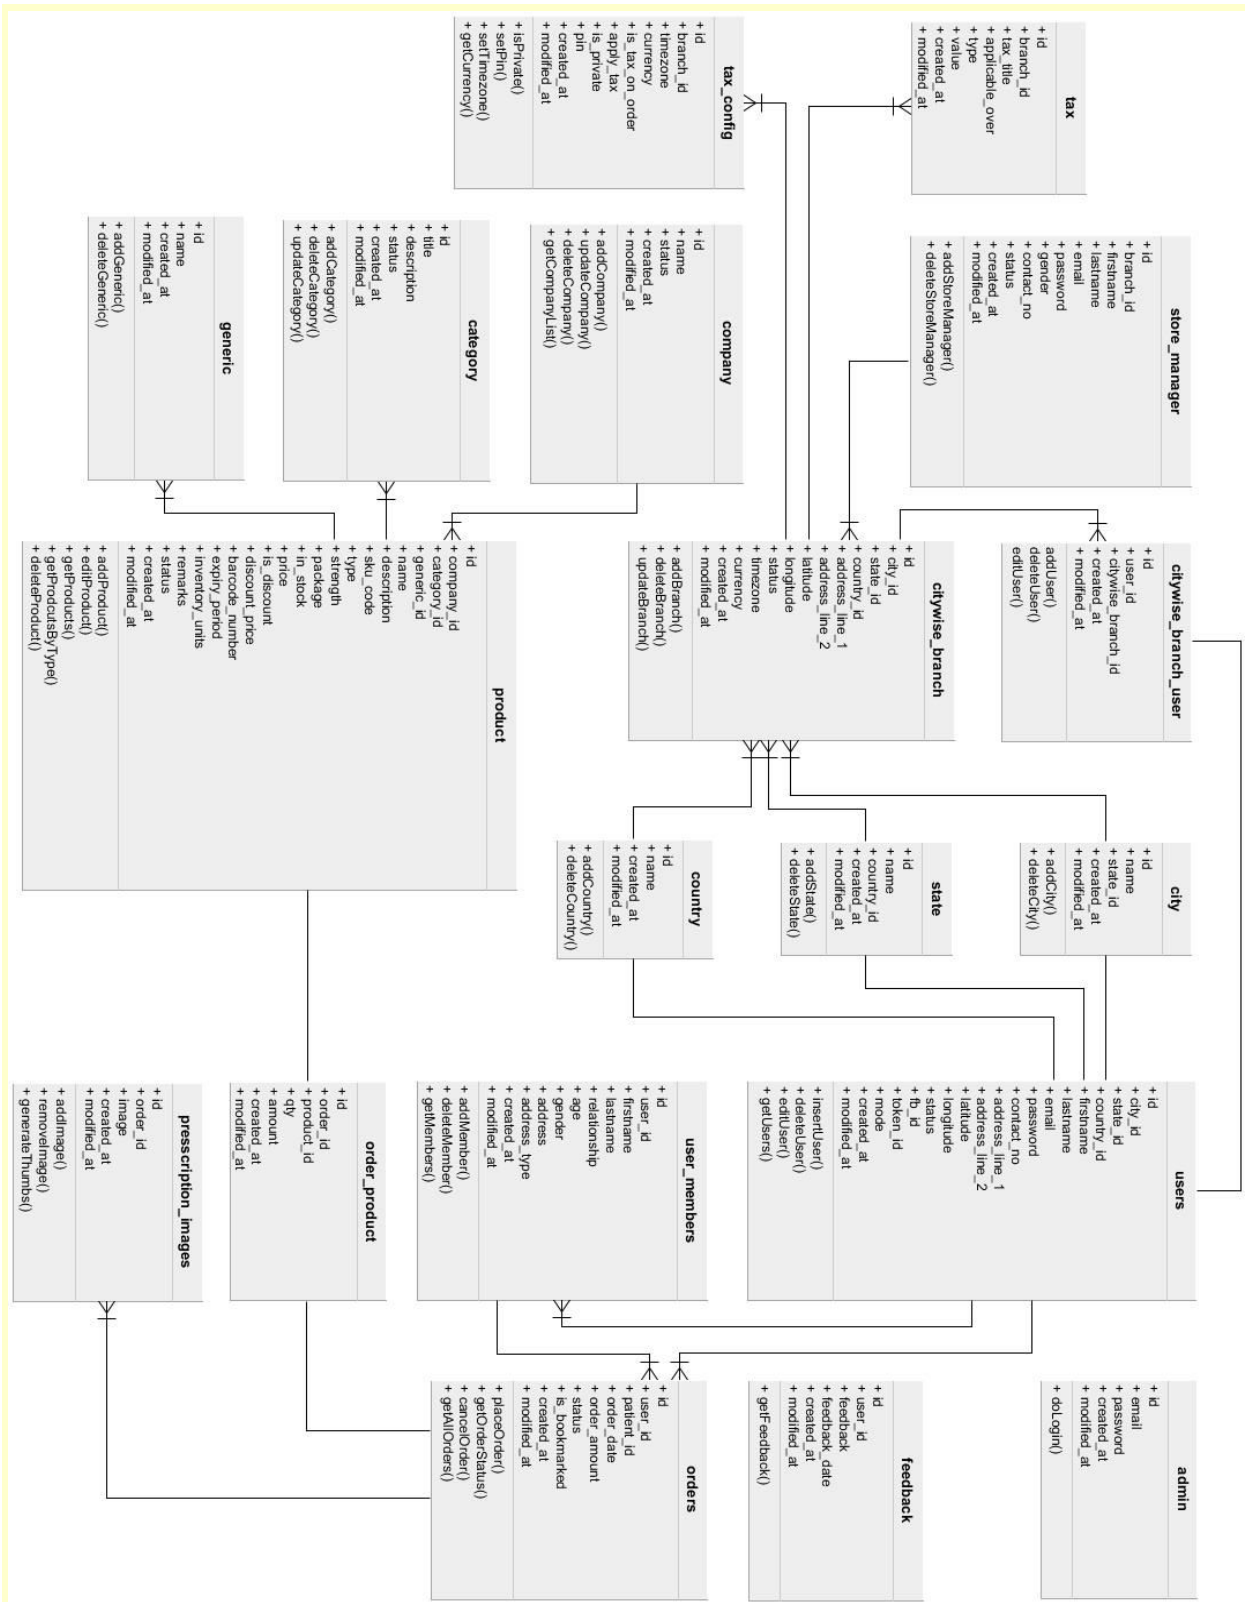 tax
+ id
+ branch_id
+ tax_title
+ applicable_over
+ type
+ value
+ created_at
+ modified_at
store_manager
+ id
+ branch_id
+ firstname
+ lastname
+ email
+ password
+ gender
+ contact_no
+ status
+ created_at
+ modified_at
+ addStoreManager()
+ deleteStoreManager()
citywise_branch_user
+ id
+ user_id
+ citywise_branch_id
+ created_at
+ modified_at
addUser()
deleteUser()
editUser()
city
+ id
+ name
+ state_id
+ created_at
+ modified_at
+ addCity()
+ deleteCity()
users
+ id
+ city_id
+ state_id
+ country_id
+ firstname
+ lastname
+ email
+ password
+ contact_no
+ address_line_1
+ address_line_2
+ latitude
+ longitude
+ status
+ fb_id
+ token_id
+ mode
+ created_at
+ modified_at
+ insertUser()
+ deleteUser()
+ editUser()
+ getUsers()
admin
+ id
+ email
+ password
+ created_at
+ modified_at
+ doLogin()
tax_config
+ id
+ branch_id
+ timezone
+ currency
+ is_tax_on_order
+ apply_tax
+ is_private
+ pin
+ created_at
+ modified_at
+ isPrivate()
+ setPin()
+ setTimezone()
+ getCurrency()
company
+ id
+ name
+ status
+ created_at
+ modified_at
+ addCompany()
+ updateCompany()
+ deleteCompany()
+ getCompanyList()
citywise_branch
+ id
+ city_id
+ state_id
+ country_id
+ address_line_1
+ address_line_2
+ latitude
+ longitude
+ status
+ timezone
+ currency
+ created_at
+ modified_at
+ addBranch()
+ deleteBranch()
+ updateBranch()
state
+ id
+ name
+ country_id
+ created_at
+ modified_at
+ addState()
+ deleteState()
country
+ id
+ name
+ created_at
+ modified_at
+ addCountry()
+ deleteCountry()
user_members
+ id
+ user_id
+ firstname
+ lastname
+ relationship
+ age
+ gender
+ address
+ address_type
+ created_at
+ modified_at
+ addMember()
+ deleteMember()
+ getMembers()
feedback
+ id
+ user_id
+ feedback
+ feedback_date
+ created_at
+ modified_at
+ getFeedback()
orders
+ id
+ user_id
+ patient_id
+ order_date
+ order_amount
+ status
+ is_bookmarked
+ created_at
+ modified_at
+ placeOrder()
+ getOrderStatus()
+ cancelOrder()
+ getAllOrders()
category
+ id
+ title
+ description
+ status
+ created_at
+ modified_at
+ addCategory()
+ deleteCategory()
+ updateCategory()
generic
+ id
+ name
+ created_at
+ modified_at
+ addGeneric()
+ deleteGeneric()
product
+ id
+ company_id
+ category_id
+ generic_id
+ name
+ description
+ sku_code
+ type
+ strength
+ package
+ in_stock
+ price
+ is_discount
+ discount_price
+ barcode_number
+ expiry_period
+ inventory_units
+ remarks
+ status
+ created_at
+ modified_at
+ addProduct()
+ editProduct()
+ getProducts()
+ getProdcutsByType()
+ deleteProduct()
order_product
+ id
+ order_id
+ product_id
+ qty
+ amount
+ created_at
+ modified_at
presscription_images
+ id
+ order_id
+ image
+ created_at
+ modified_at
+ addImage()
+ removeImage()
+ generateThumbs()